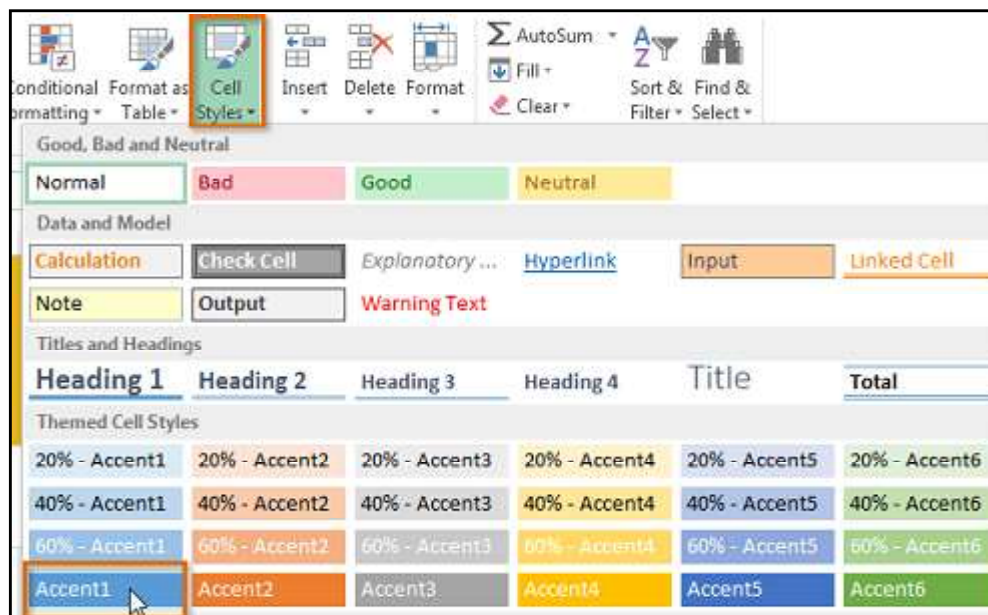 AutoSum
Fill
Clear
onditional Format as Cell Insert Delete Format Sort & Find &
ormatting Table Styles Filter Select
Good, Bad and Neutral
Normal Bad Good Neutral
Data and Model
Calculation Check Cell Explanatory ... Hyperlink Input Linked Cell
Note Output Warning Text
Titles and Headings
Heading 1 Heading 2 Heading 3 Heading 4 Title Total
Themed Cell Styles
20% - Accent1 20% - Accent2 20% - Accent3 20% - Accent4 20% - Accent5 20% - Accent6
40% - Accent1 40% - Accent2 40% - Accent3 40% - Accent4 40% - Accent5 40% - Accent6
60% - Accent1 60% - Accent2 60% - Accent3 60% - Accent4 60% - Accent5 60% - Accent6
Accent1 Accent2 Accent3 Accent4 Accent5 Accent6